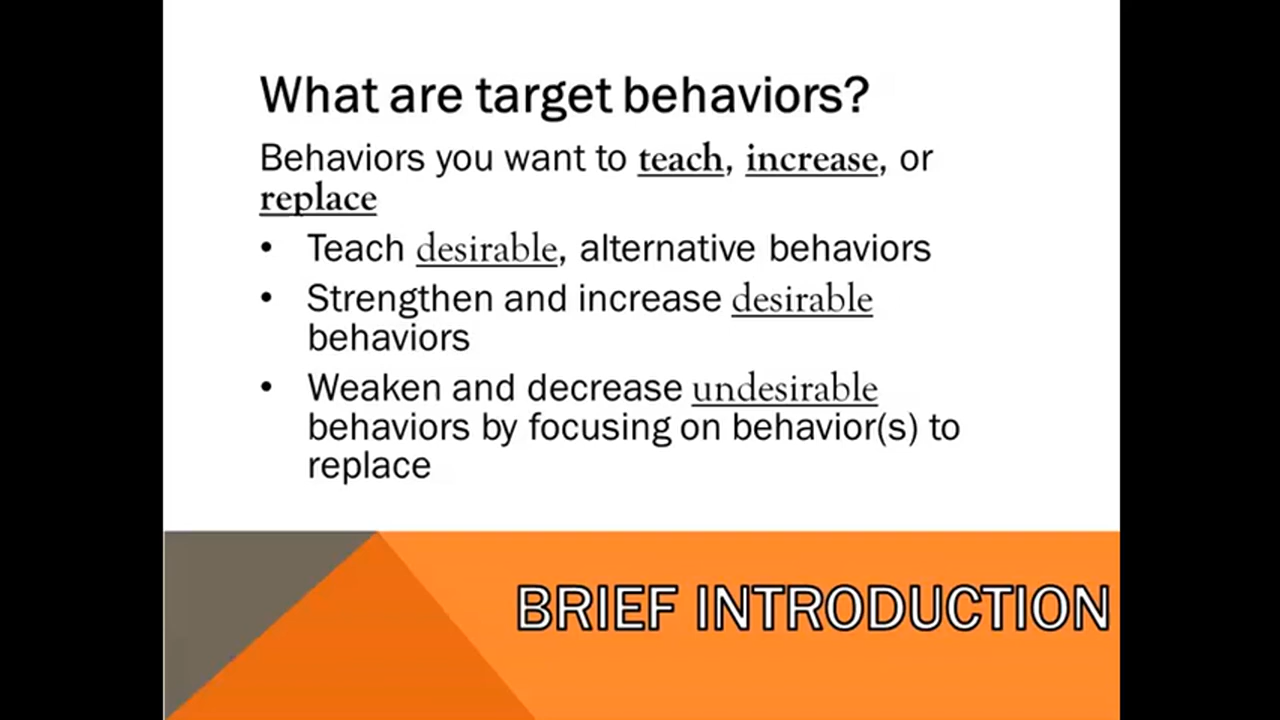 What are target behaviors?
Behaviors you want to teach, increase, or
replace
• Teach desirable, alternative behaviors
• Strengthen and increase desirable
behaviors
• Weaken and decrease undesirable
behaviors by focusing on behavior(s) to
replace
BRIEF INTRODUCTION